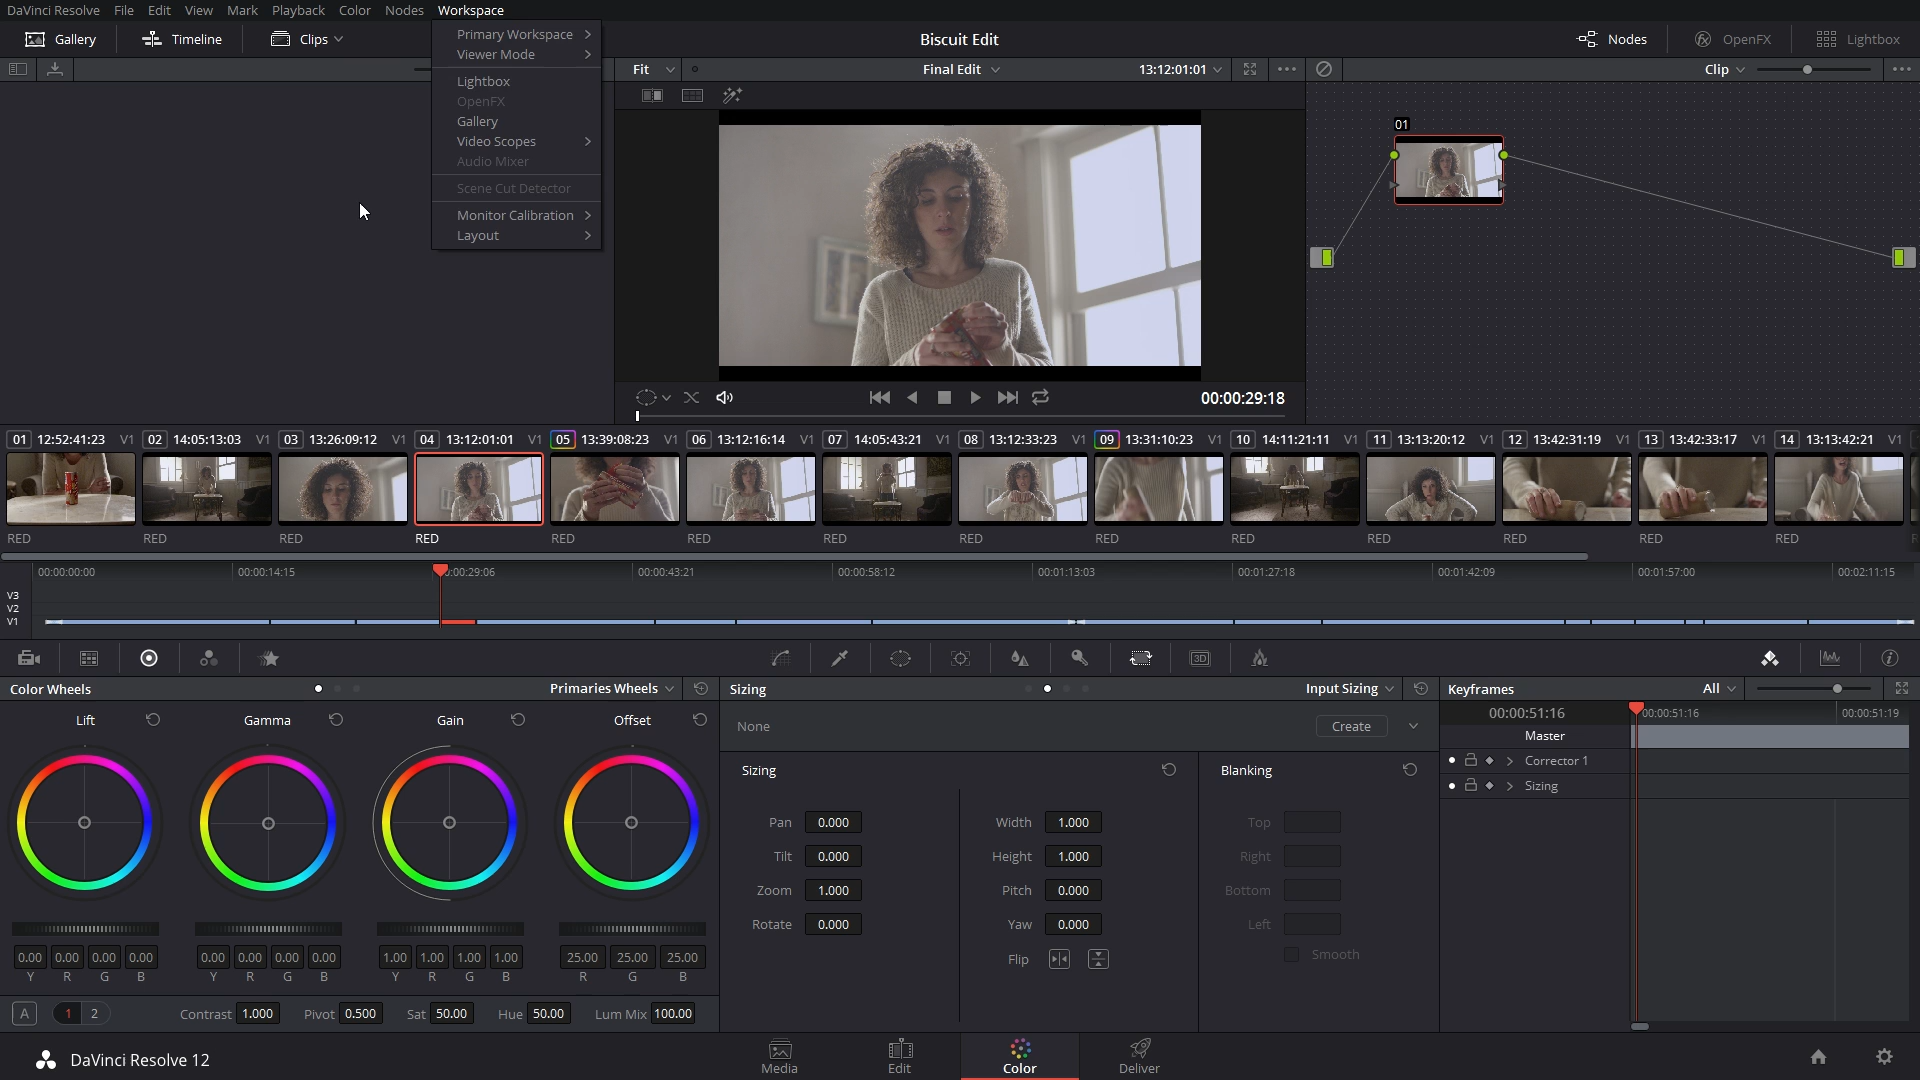 DaVinci Resolve File Edit View Mark Playback Color Nodes Workspace
Gallery Timeline Clips Biscuit Edit Nodes OpenFX Lightbox
Fit Final Edit 13:12:01:01 Clip
Primary Workspace
Viewer Mode
Lightbox
OpenFX
Gallery
Video Scopes
Audio Mixer
Scene Cut Detector
Monitor Calibration
Layout
01
00:00:29:18
01 12:52:41:23 V1 02 14:05:13:03 V1 03 13:26:09:12 V1 04 13:12:01:01 V1 05 13:39:08:23 V1 06 13:12:16:14 V1 07 14:05:43:21 V1 08 13:12:33:23 V1 09 13:31:10:23 V1 10 14:11:21:11 V1 11 13:13:20:12 V1 12 13:42:31:19 V1 13 13:42:33:17 V1 14 13:13:42:21 V1
RED RED RED RED RED RED RED RED RED RED RED RED RED RED
00:00:00:00 00:00:14:15 :00:29:06 00:00:43:21 00:00:58:12 00:01:13:03 00:01:27:18 00:01:42:09 00:01:57:00 00:02:11:15
V3
V2
V1
3D
Color Wheels Primaries Wheels Sizing Input Sizing Keyframes All
Lift Gamma Gain Offset
None Create
00:00:51:16 00:00:51:16 00:00:51:19
Master
Corrector 1
Sizing
Sizing Blanking
Pan 0.000 Width 1.000 Top
Tilt 0.000 Height 1.000 Right
Zoom 1.000 Pitch 0.000 Bottom
Rotate 0.000 Yaw 0.000 Left
Flip Smooth
0.00 0.00 0.00 0.00 0.00 0.00 0.00 0.00 1.00 1.00 1.00 1.00 25.00 25.00 25.00
Y R G B Y R G B Y R G B R G B
A 1 2 Contrast 1.000 Pivot 0.500 Sat 50.00 Hue 50.00 Lum Mix 100.00
DaVinci Resolve 12 Media Edit Color Deliver